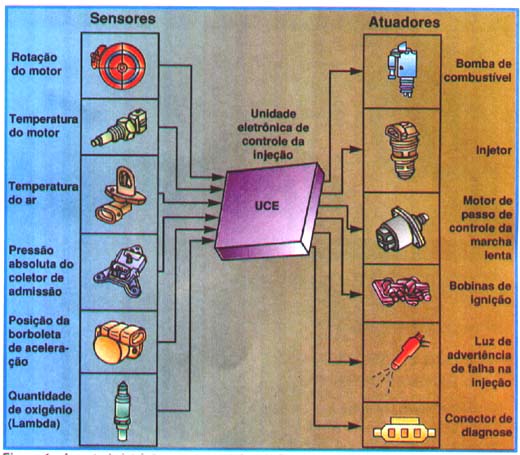 Sensores
Rotação
do motor
Temperatura
do motor
Temperatura
do ar
Pressão
absoluta do
coletor de
admissão
Posição da
borboleta
de acelera-
ção
Quantidade
de oxigênio
(Lambda)
Unidade
eletrônica de
controle da
injeção
UCE
Atuadores
Bomba de
combustível
Injetor
Motor de
passo de
controle da
marcha
lenta
Bobinas de
ignição
Luz de
advertência
de falha na
injeção
Conector de
diagnose